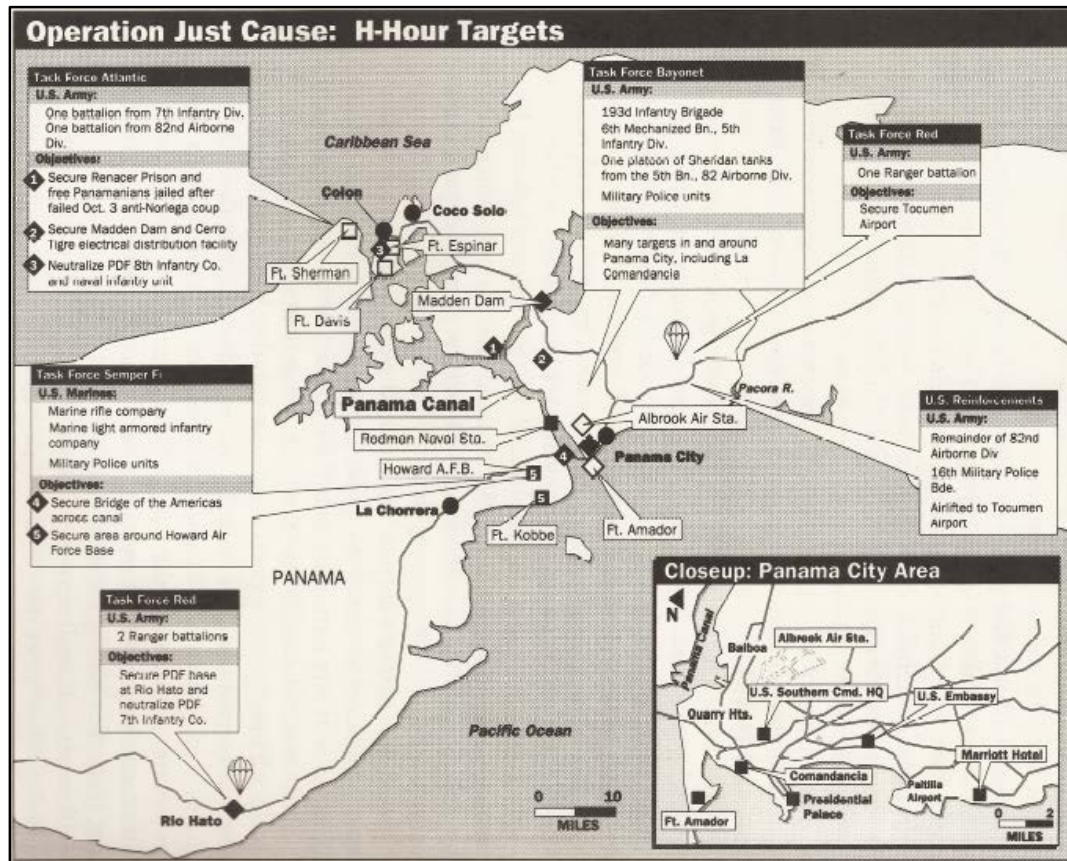 Operation Just Cause: H-Hour Targets
Task Force Atlantic
U.S. Army:
One battalion from 7th Infantry Div.
One battalion from 82nd Airborne
Div.
Objectives:
1 Secure Renacer Prison and
free Panamanians jailed after
failed Oct. 3 anti-Noriega coup
2 Secure Madden Dam and Cerro
Tigre electrical distribution facility
3 Neutralize PDF 8th Infantry Co.
and naval infantry unit
Caribbean Sea
Colon
Coco Solo
3
Ft. Espinar
Ft. Sherman
Ft. Davis
Task Force Bayonet
U.S. Army:
193d Infantry Brigade
6th Mechanized Bn., 5th
Infantry Div.
One platoon of Sheridan tanks
from the 5th Bn., 82 Airborne Div.
Military Police units
Objectives:
Many targets in and around
Panama City, including La
Comandancia
Task Force Red
U.S. Army:
One Ranger battalion
Objectives:
Secure Tocumen
Airport
Madden Dam
1
2
Pacora R.
Task Force Semper Fi
U.S. Marines:
Marine rifle company
Marine light armored infantry
company
Military Police units
Objectives:
4 Secure Bridge of the Americas
across canal
5 Secure area around Howard Air
Force Base
Panama Canal
Rodman Naval Sta.
Albrook Air Sta.
4
Panama City
Howard A.F.B.
5
La Chorrera
5
Ft. Kobbe
Ft. Amador
U.S. Reinforcements
U.S. Army:
Remainder of 82nd
Airborne Div
16th Military Police
Bde.
Airlifted to Tocumen
Airport
PANAMA
Task Force Red
U.S. Army:
2 Ranger battalions
Objectives:
Secure PDF base
at Rio Hato and
neutralize PDF
7th Infantry Co.
Rio Hato
Pacific Ocean
0 10
MILES
Closeup: Panama City Area
N
Panama Canal
Balboa
Albrook Air Sta.
U.S. Southern Cmd. HQ
U.S. Embassy
Quarry Hts.
Marriott Hotel
Comandancia
Paitilla
Airport
Presidential
Palace
Ft. Amador
0 2
MILES